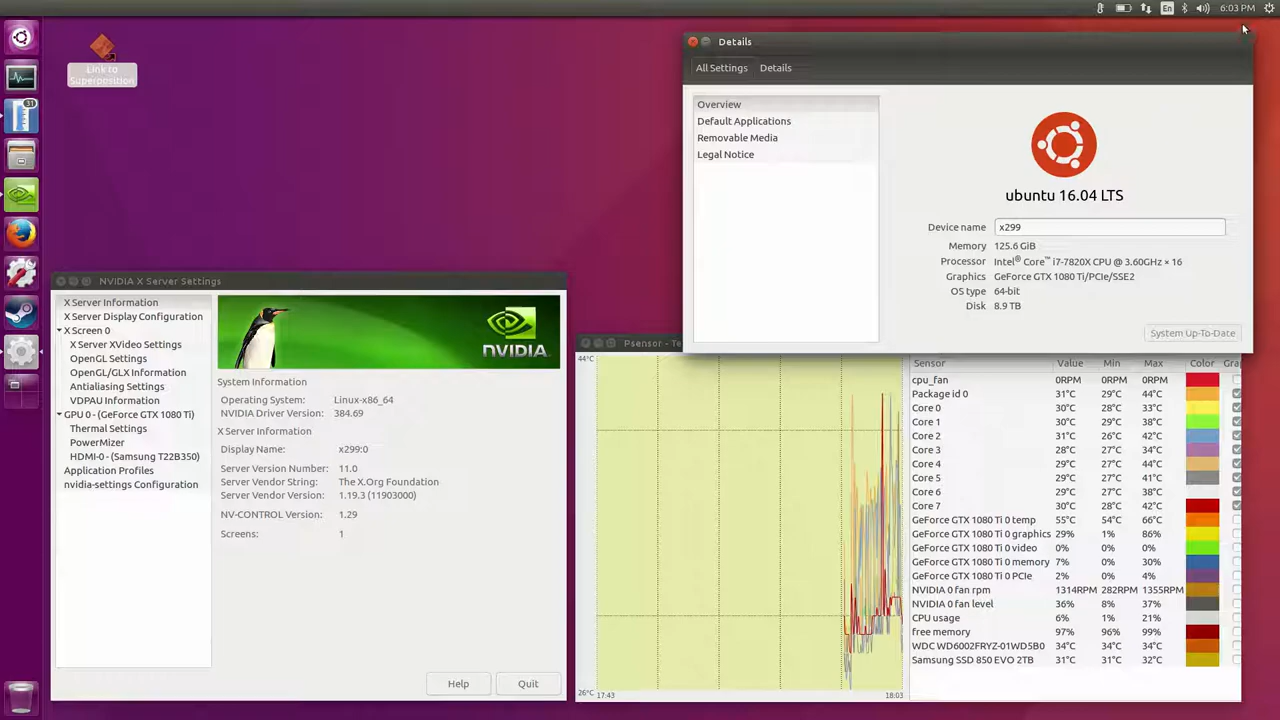 En
6:03 PM
Link to
Superposition
31
Details
All Settings
Details
Overview
Default Applications
Removable Media
Legal Notice
ubuntu 16.04 LTS
Device name x299
Memory 125.6 GiB
Processor Intel® Core™ i7-7820X CPU @ 3.60GHz × 16
Graphics GeForce GTX 1080 Ti/PCIe/SSE2
OS type 64-bit
Disk 8.9 TB
System Up-To-Date
NVIDIA X Server Settings
X Server Information
X Server Display Configuration
X Screen 0
X Server XVideo Settings
OpenGL Settings
OpenGL/GLX Information
Antialiasing Settings
VDPAU Information
GPU 0 - (GeForce GTX 1080 Ti)
Thermal Settings
PowerMizer
HDMI-0 - (Samsung T22B350)
Application Profiles
nvidia-settings Configuration
NVIDIA.
System Information
Operating System: Linux-x86_64
NVIDIA Driver Version: 384.69
X Server Information
Display Name: x299:0
Server Version Number: 11.0
Server Vendor String: The X.Org Foundation
Server Vendor Version: 1.19.3 (11903000)
NV-CONTROL Version: 1.29
Screens: 1
Help
Quit
Psensor - Te
44°C
26°C
17:43
18:03
Sensor Value Min Max Color Gra
cpu_fan 0RPM 0RPM 0RPM
Package id 0 31°C 29°C 44°C
Core 0 30°C 28°C 33°C
Core 1 30°C 29°C 38°C
Core 2 31°C 26°C 42°C
Core 3 30°C 28°C 34°C
Core 4 29°C 27°C 44°C
Core 5 29°C 27°C 41°C
Core 6 29°C 27°C 38°C
Core 7 30°C 28°C 42°C
GeForce GTX 1080 Ti 0 temp 55°C 54°C 66°C
GeForce GTX 1080 Ti 0 graphics 29% 1% 86%
GeForce GTX 1080 Ti 0 video 0% 0% 0%
GeForce GTX 1080 Ti 0 memory 7% 0% 30%
GeForce GTX 1080 Ti 0 PCIe 2% 0% 4%
NVIDIA 0 fan rpm 1314RPM 282RPM 1355RPM
NVIDIA 0 fan level 36% 8% 37%
CPU usage 6% 1% 21%
free memory 97% 96% 99%
WDC WD6002FRYZ-01WD5B0 34°C 34°C 34°C
Samsung SSD 850 EVO 2TB 31°C 31°C 32°C